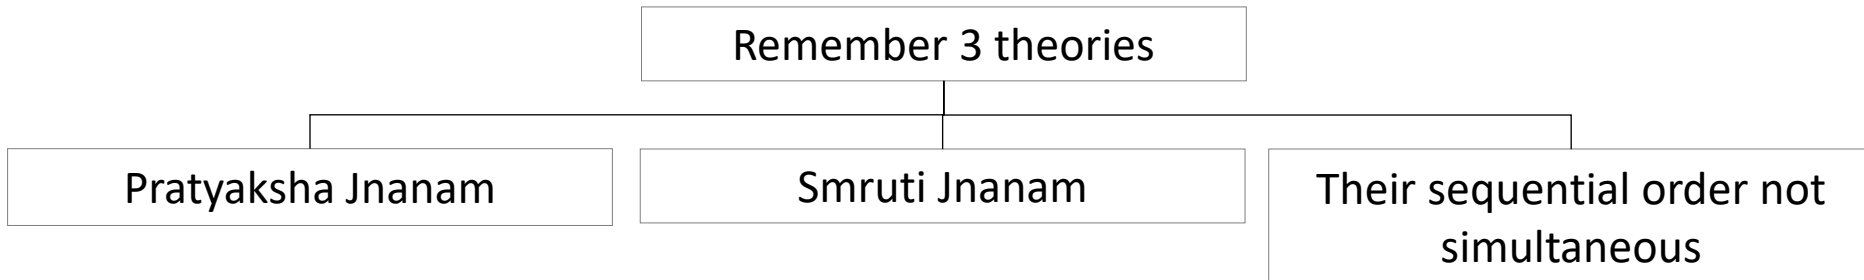 Remember 3 theories
Pratyaksha Jnanam
Smruti Jnanam
Their sequential order not
simultaneous